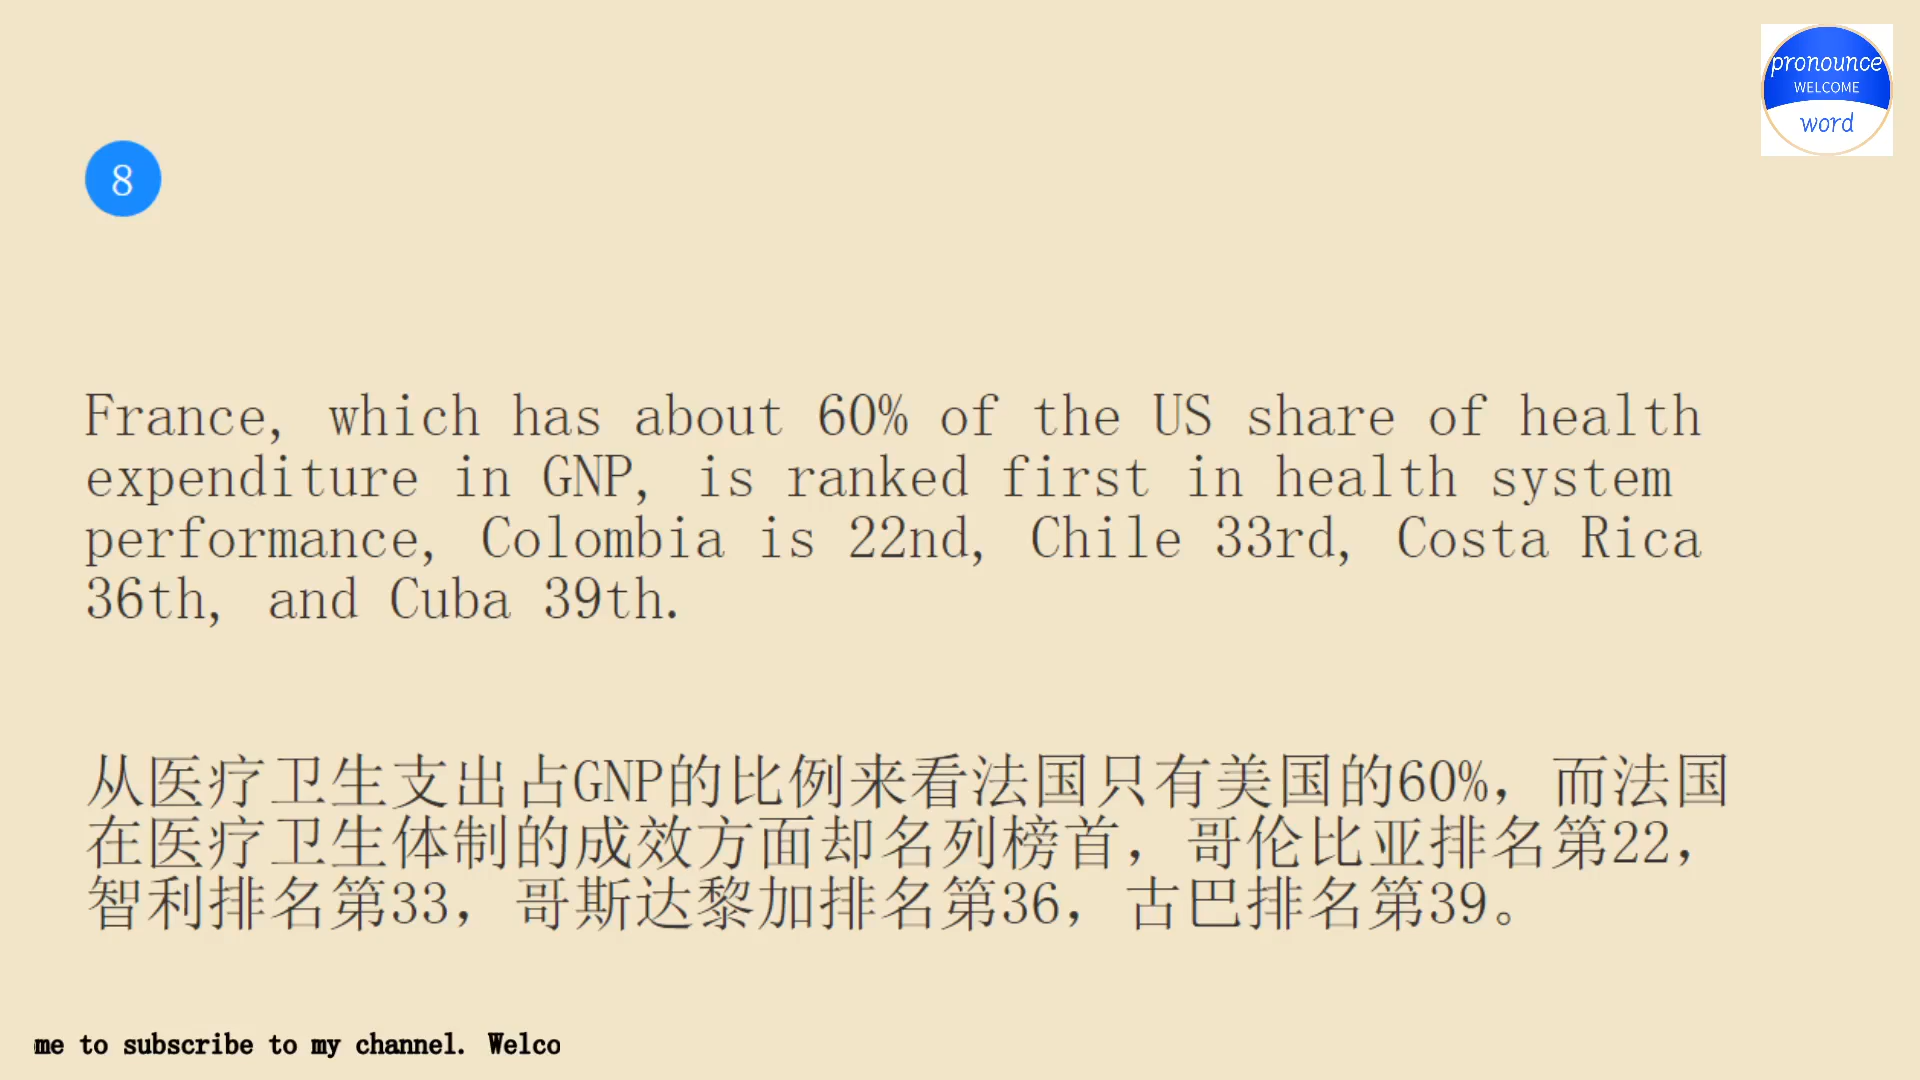 pronounce
WELCOME
word
8
France, which has about 60% of the US share of health
expenditure in GNP, is ranked first in health system
performance, Colombia is 22nd, Chile 33rd, Costa Rica
36th, and Cuba 39th.
从医疗卫生支出占GNP的比例来看法国只有美国的60%，而法国
在医疗卫生体制的成效方面却名列榜首，哥伦比亚排名第22，
智利排名第33，哥斯达黎加排名第36，古巴排名第39。
me to subscribe to my channel. Welco